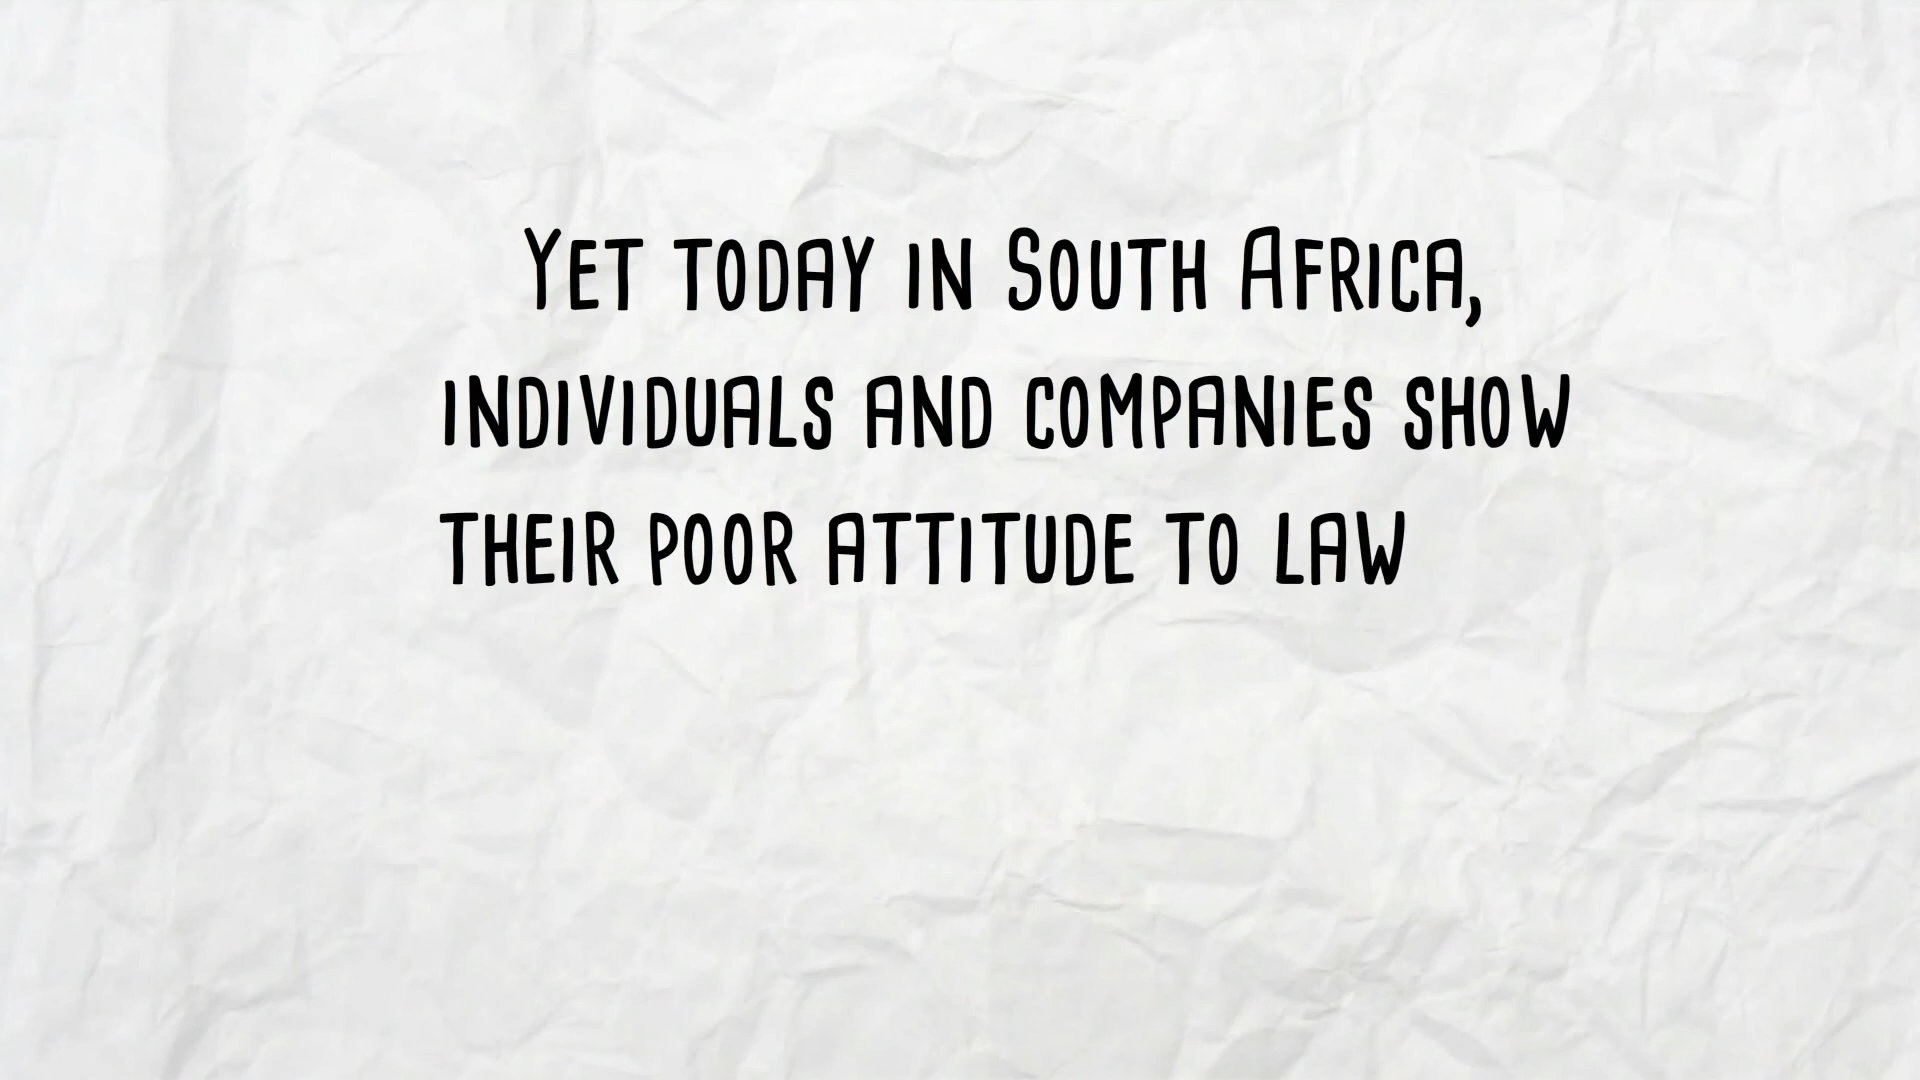 Yet today in South Africa,
individuals and companies show
their poor attitude to law